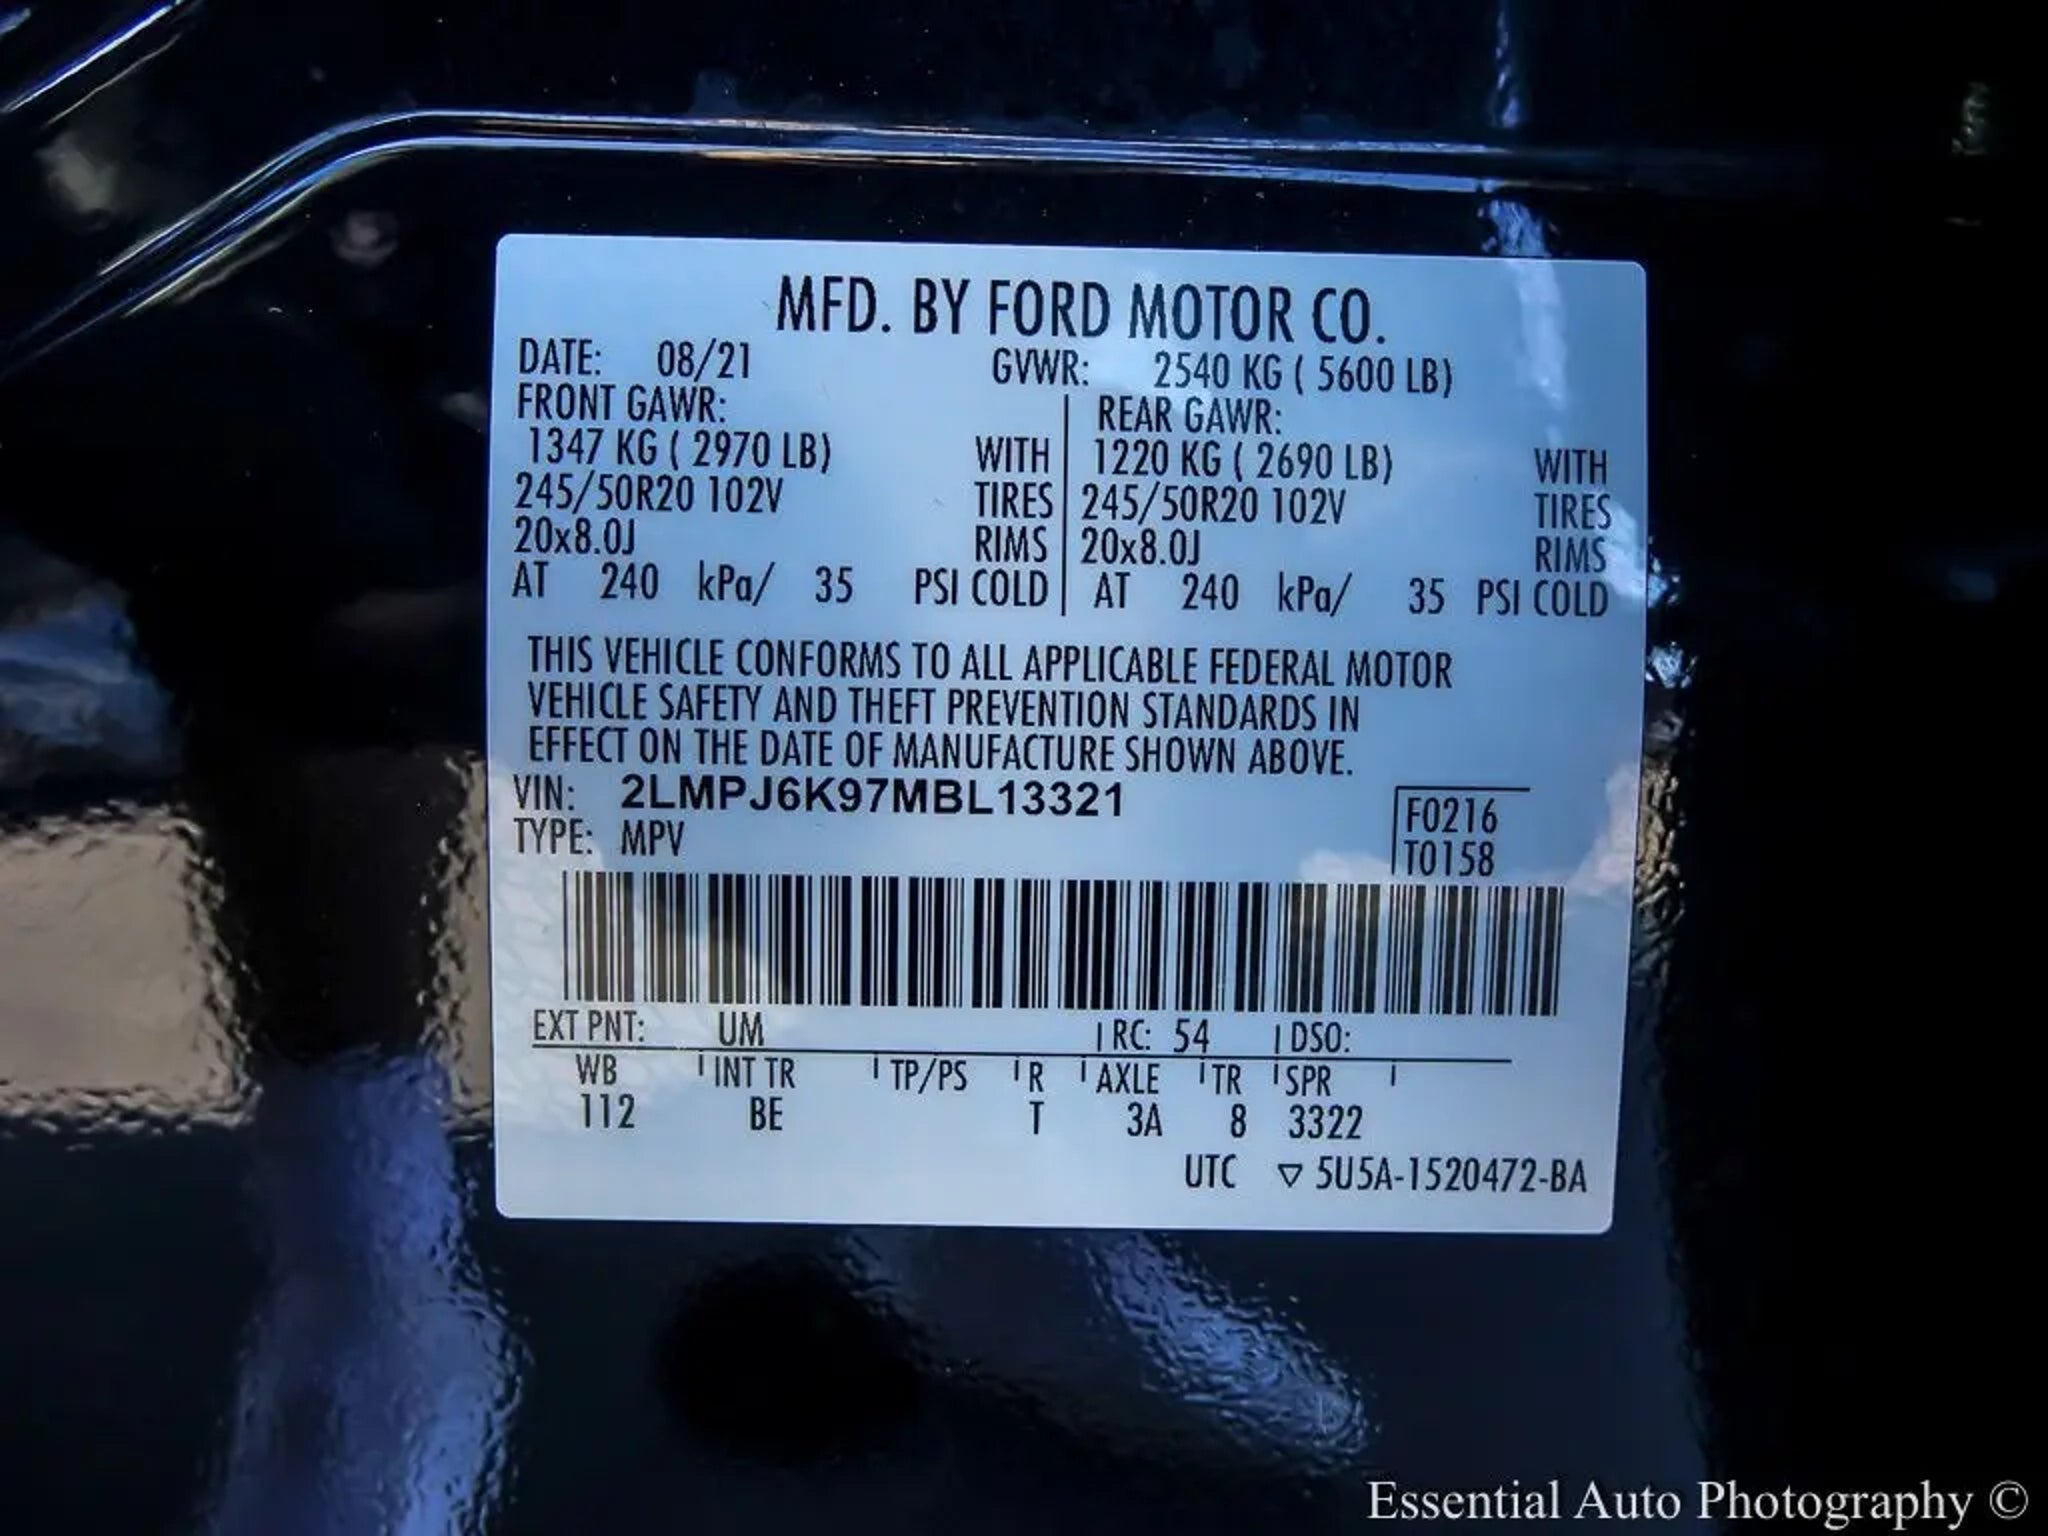 MFD. BY FORD MOTOR CO.
DATE: 08/21 GVWR: 2540 KG ( 5600 LB)
FRONT GAWR: REAR GAWR:
1347 KG ( 2970 LB) WITH 1220 KG ( 2690 LB) WITH
245/50R20 102V TIRES 245/50R20 102V TIRES
20x8.0J RIMS 20x8.0J RIMS
AT 240 kPa/ 35 PSI COLD AT 240 kPa/ 35 PSI COLD
THIS VEHICLE CONFORMS TO ALL APPLICABLE FEDERAL MOTOR
VEHICLE SAFETY AND THEFT PREVENTION STANDARDS IN
EFFECT ON THE DATE OF MANUFACTURE SHOWN ABOVE.
VIN: 2LMPJ6K97MBL13321 F0216
TYPE: MPV T0158
EXT PNT: UM RC: 54 DSO:
WB INT TR TP/PS R AXLE TR SPR
112 BE T 3A 8 3322
UTC ▽ 5U5A-1520472-BA
Essential Auto Photography ©